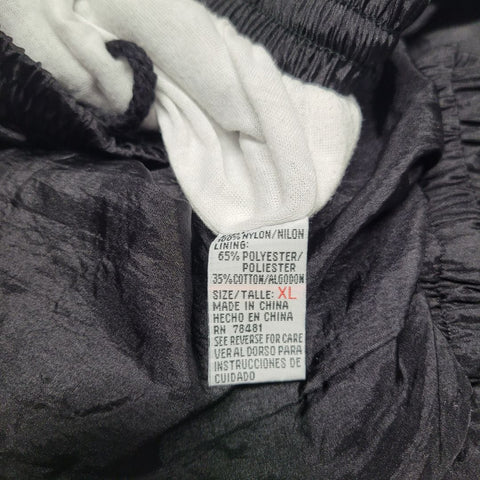 100% NYLON/NILON
LINING:
65% POLYESTER/
POLIESTER
35% COTTON/ALGODON
SIZE/TALLE: XL
MADE IN CHINA
HECHO EN CHINA
RN 78481
SEE REVERSE FOR CARE
VER AL DORSO PARA
INSTRUCCIONES DE
CUIDADO